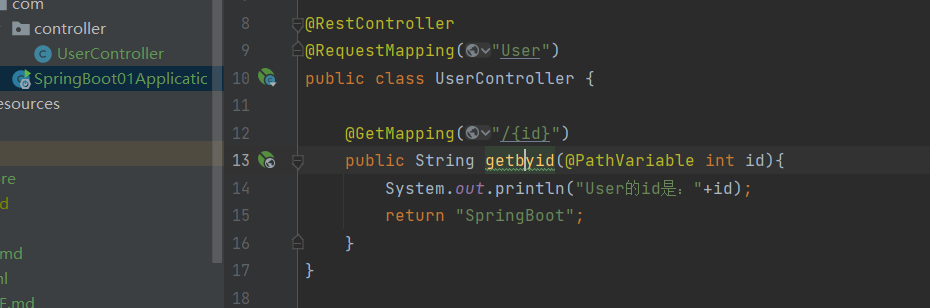 com
controller
UserController
SpringBoot01Applicatic
esources
re
d
.md
ml
F.md
8 @RestController
9 @RequestMapping("User")
10 public class UserController {
11
12 @GetMapping("/{id}")
13 public String getbyid(@PathVariable int id){
14 System.out.println("User的id是："+id);
15 return "SpringBoot";
16 }
17 }
18